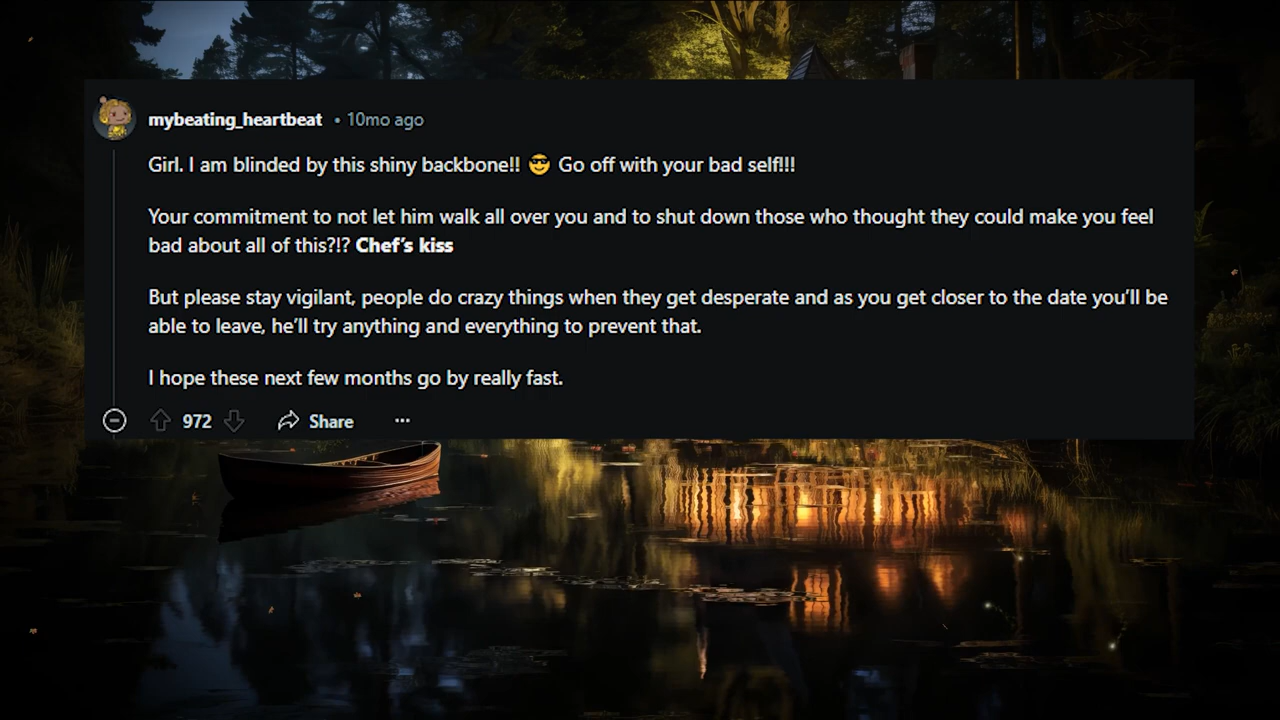 mybeating_heartbeat • 10mo ago
Girl. I am blinded by this shiny backbone!! 😎 Go off with your bad self!!!
Your commitment to not let him walk all over you and to shut down those who thought they could make you feel
bad about all of this?!? Chef’s kiss
But please stay vigilant, people do crazy things when they get desperate and as you get closer to the date you’ll be
able to leave, he’ll try anything and everything to prevent that.
I hope these next few months go by really fast.
972 Share ...